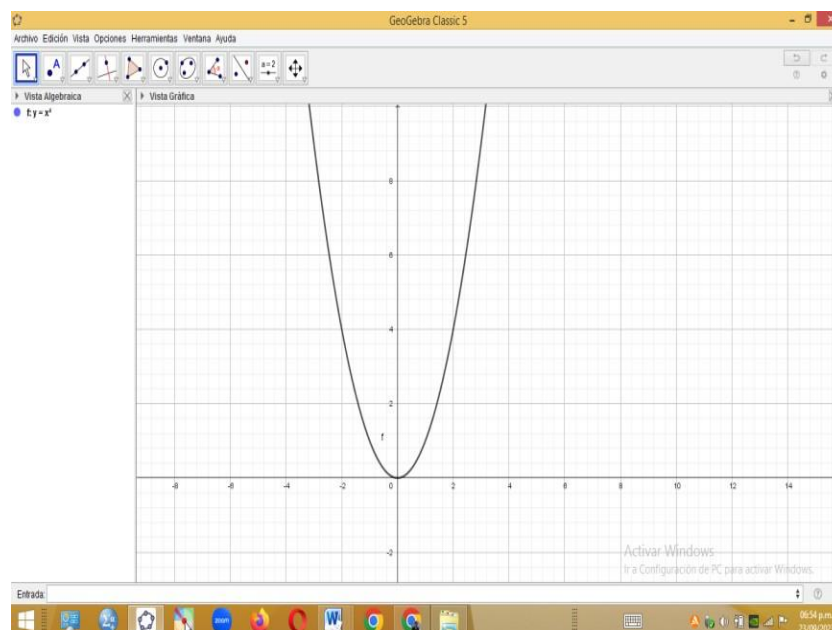 GeoGebra Classic 5
Archivo Edición Vista Opciones Herramientas Ventana Ayuda
A
a=2
Vista Algebraica
Vista Gráfica
f: y = x²
8
6
4
2
f
-8 -6 -4 -2 0 2 4 6 8 10 12 14
-2
Activar Windows
Ir a Configuración de PC para activar Windows.
Entrada:
zoom
W
06:54 p.m.